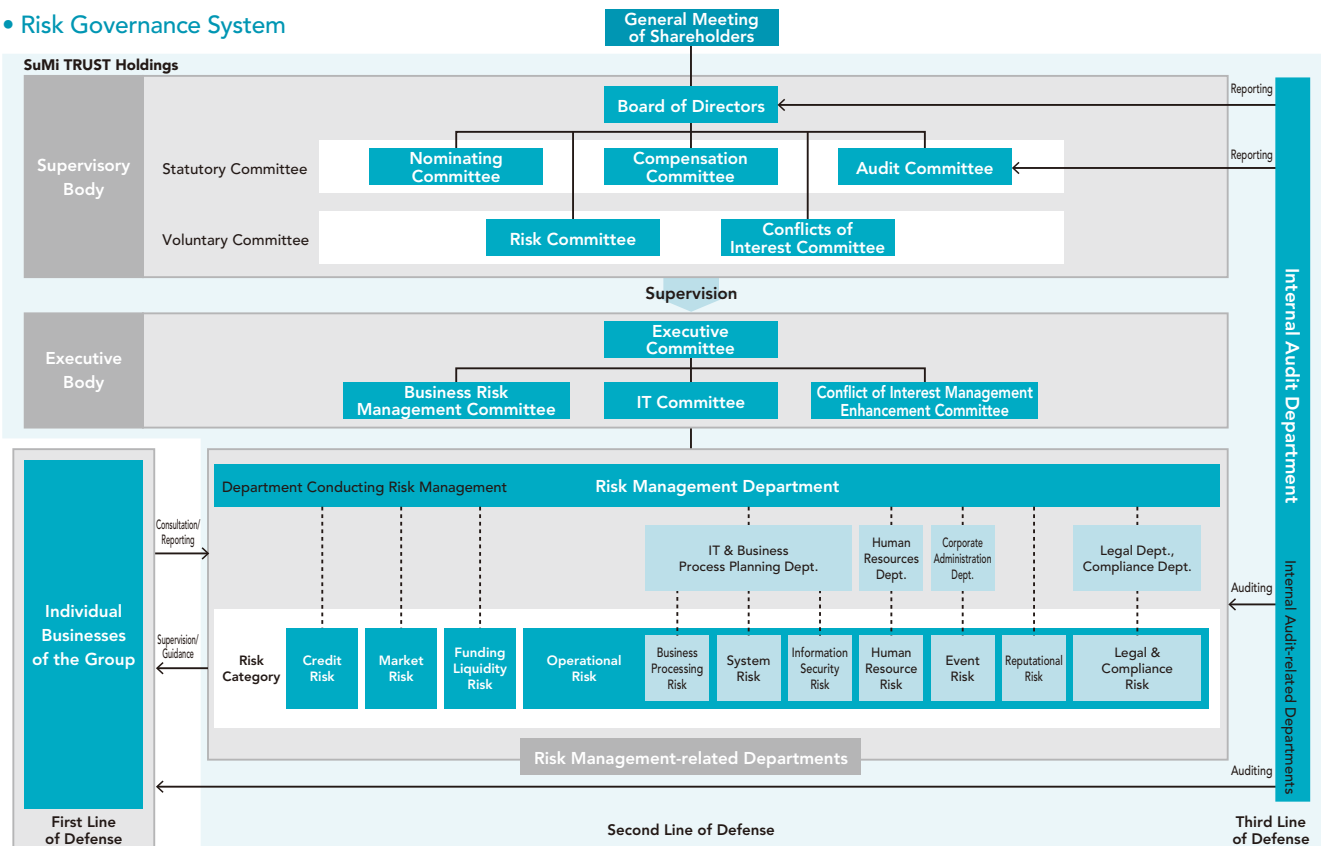 • Risk Governance System
General Meeting
of Shareholders
SuMi TRUST Holdings
Board of Directors
Reporting
Supervisory
Body
Statutory Committee
Nominating
Committee
Compensation
Committee
Audit Committee
Reporting
Voluntary Committee
Risk Committee
Conflicts of
Interest Committee
Supervision
Executive
Body
Executive
Committee
Business Risk
Management Committee
IT Committee
Conflict of Interest Management
Enhancement Committee
Internal Audit Department
Internal Audit-related Departments
Individual
Businesses
of the Group
Consultation/
Reporting
Supervision/
Guidance
Department Conducting Risk Management
Risk Management Department
IT & Business
Process Planning Dept.
Human
Resources
Dept.
Corporate
Administration
Dept.
Legal Dept.,
Compliance Dept.
Auditing
Risk
Category
Credit
Risk
Market
Risk
Funding
Liquidity
Risk
Operational
Risk
Business
Processing
Risk
System
Risk
Information
Security
Risk
Human
Resource
Risk
Event
Risk
Reputational
Risk
Legal &
Compliance
Risk
Risk Management-related Departments
Auditing
First Line
of Defense
Second Line of Defense
Third Line
of Defense